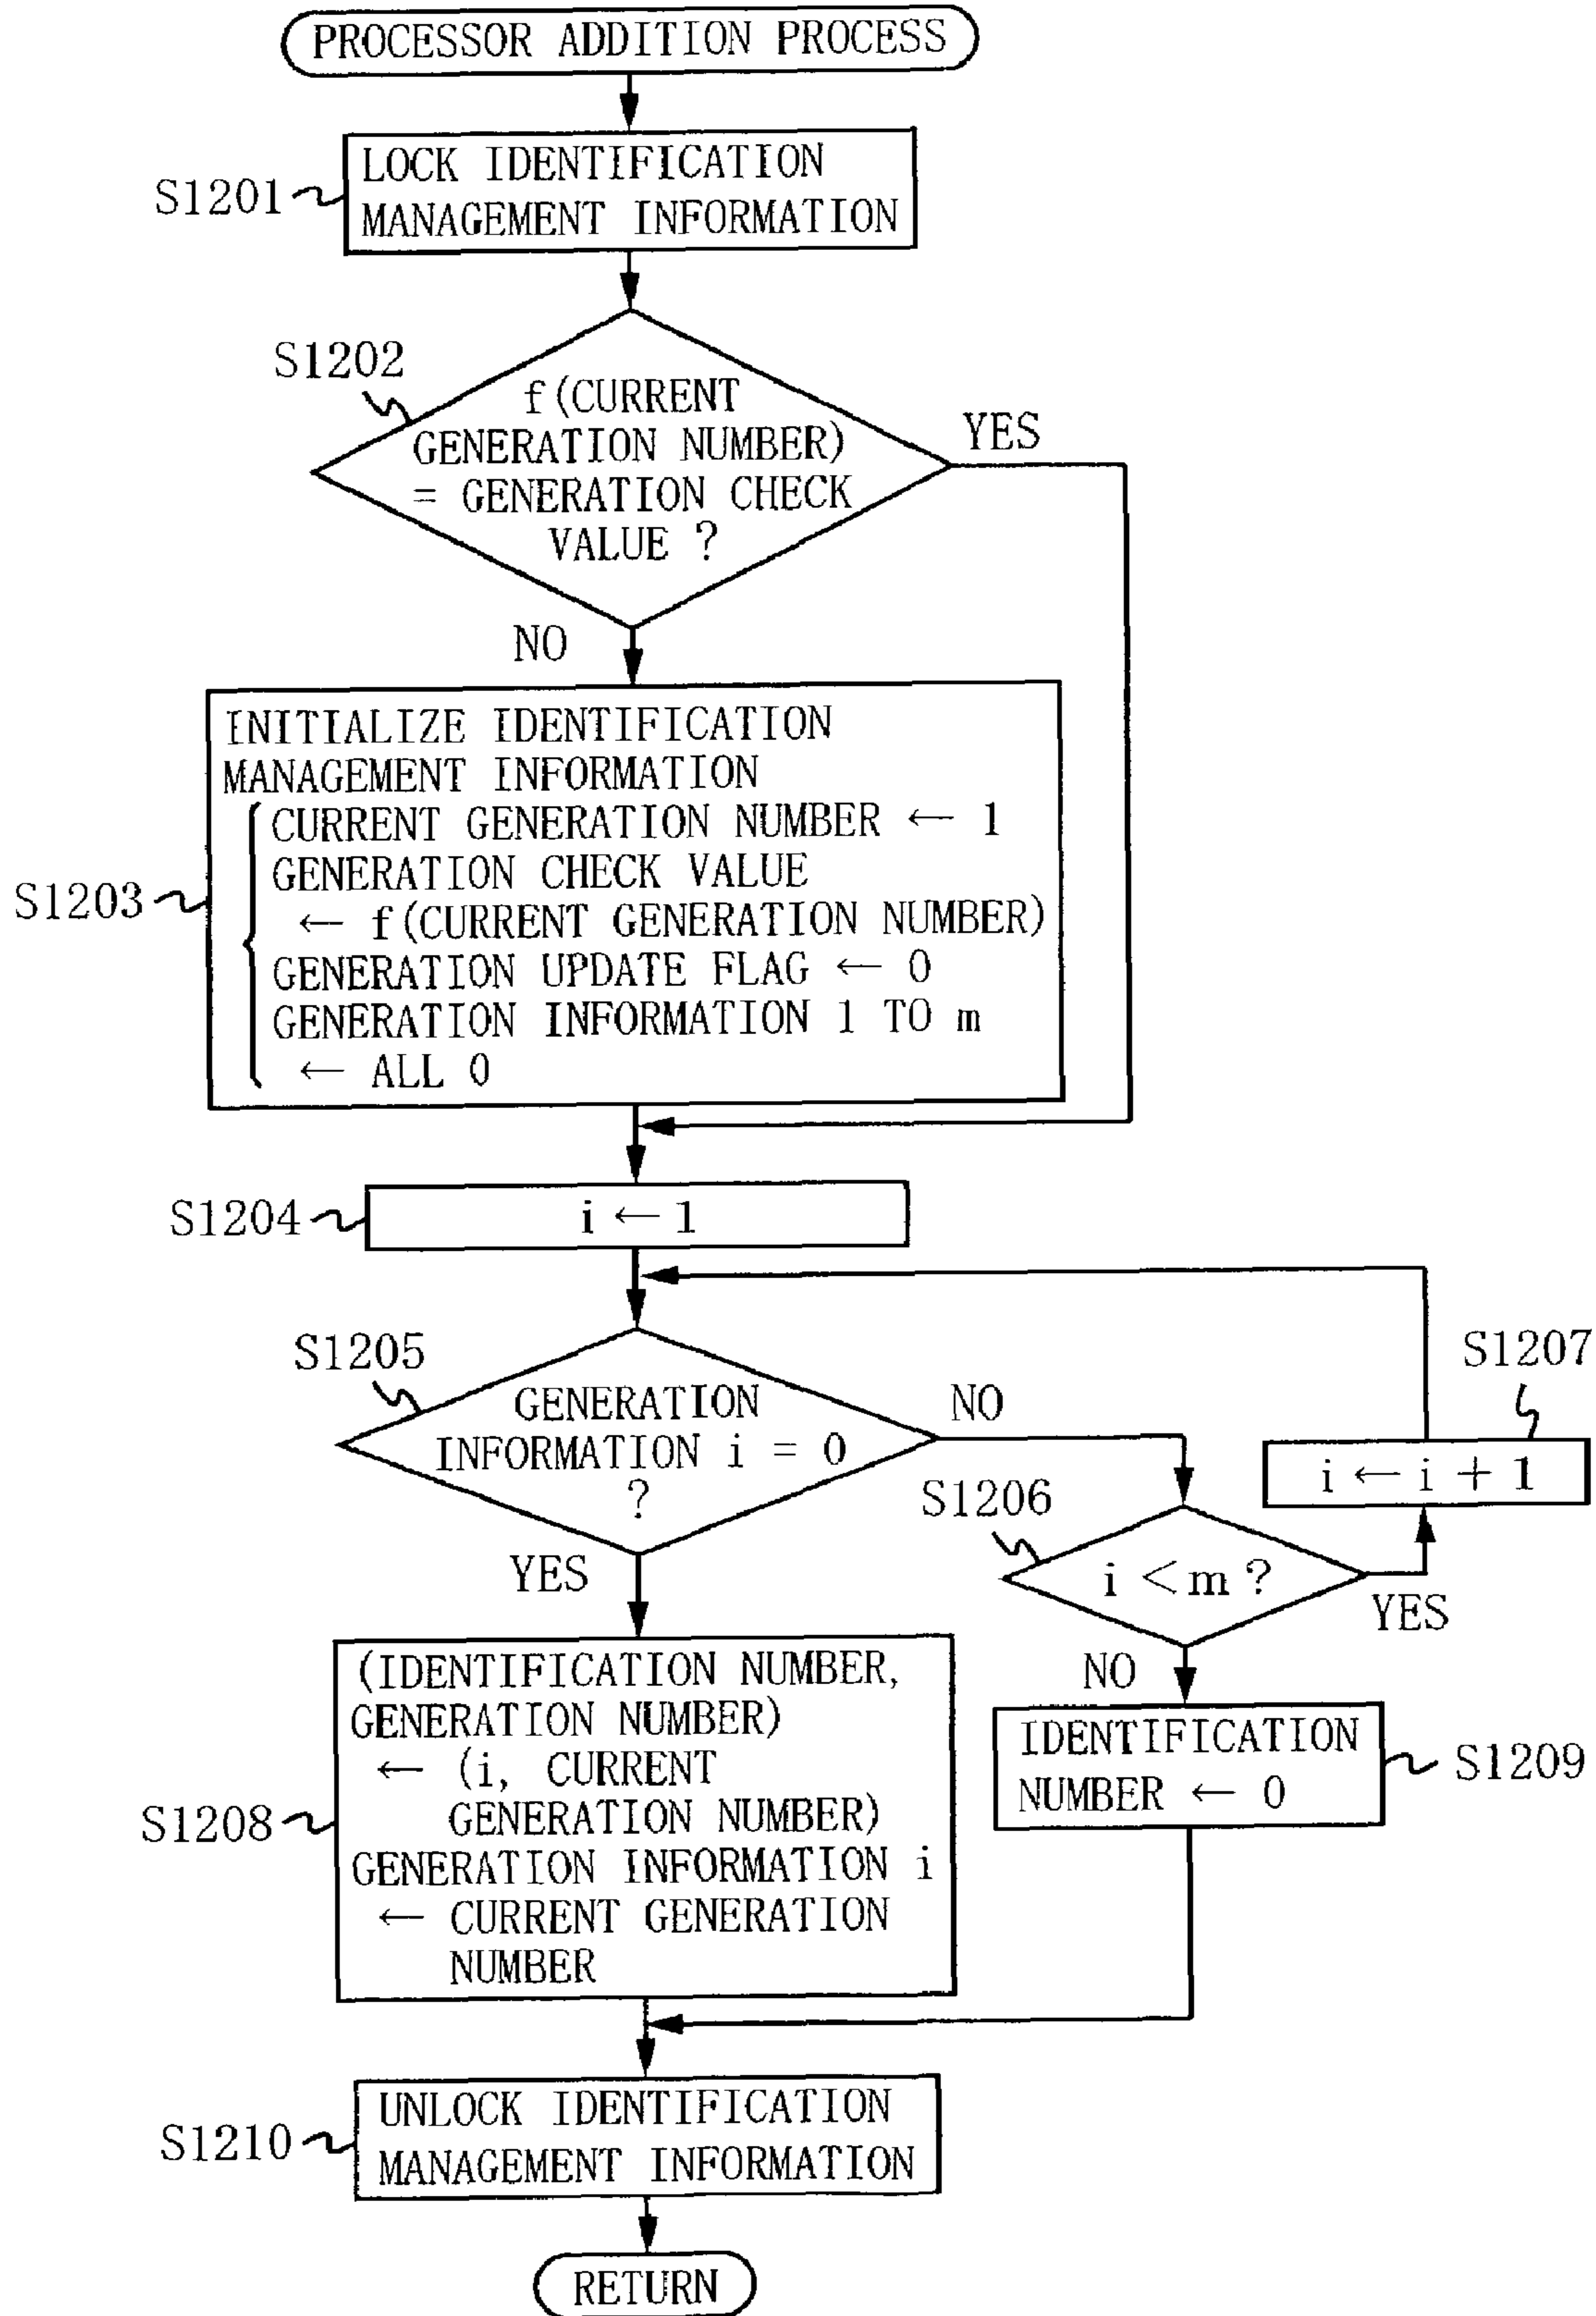 PROCESSOR ADDITION PROCESS
S1201
LOCK IDENTIFICATION
MANAGEMENT INFORMATION
S1202
f(CURRENT
GENERATION NUMBER)
= GENERATION CHECK
VALUE ?
YES
NO
S1203
INITIALIZE IDENTIFICATION
MANAGEMENT INFORMATION
CURRENT GENERATION NUMBER ← 1
GENERATION CHECK VALUE
← f(CURRENT GENERATION NUMBER)
GENERATION UPDATE FLAG ← 0
GENERATION INFORMATION 1 TO m
← ALL 0
S1204
i ← 1
S1205
GENERATION
INFORMATION i = 0
?
NO
YES
S1206
i < m ?
YES
NO
S1207
i ← i + 1
S1208
(IDENTIFICATION NUMBER,
GENERATION NUMBER)
← (i, CURRENT
GENERATION NUMBER)
GENERATION INFORMATION i
← CURRENT GENERATION
NUMBER
IDENTIFICATION
NUMBER ← 0
S1209
S1210
UNLOCK IDENTIFICATION
MANAGEMENT INFORMATION
RETURN